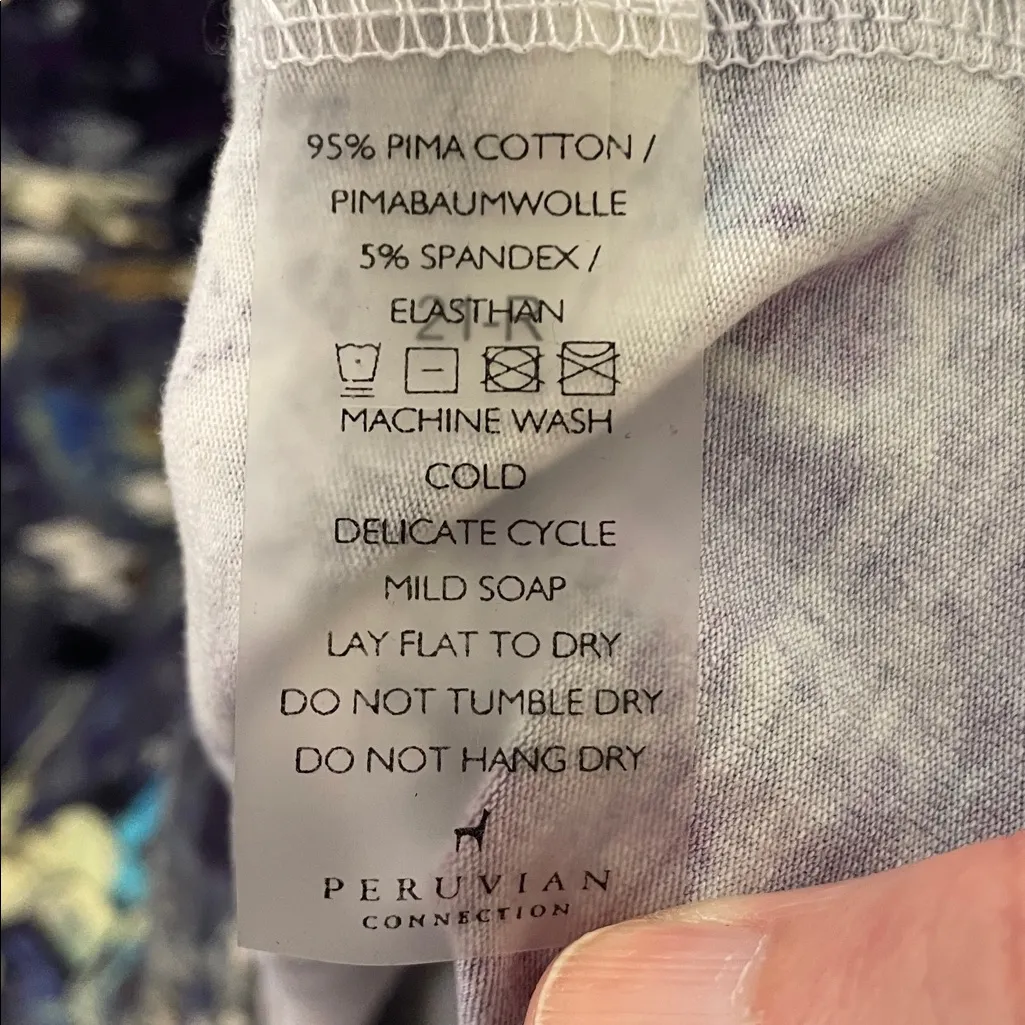 95% PIMA COTTON /
PIMABAUMWOLLE
5% SPANDEX /
ELASTHAN
21-R
MACHINE WASH
COLD
DELICATE CYCLE
MILD SOAP
LAY FLAT TO DRY
DO NOT TUMBLE DRY
DO NOT HANG DRY
PERUVIAN
CONNECTION